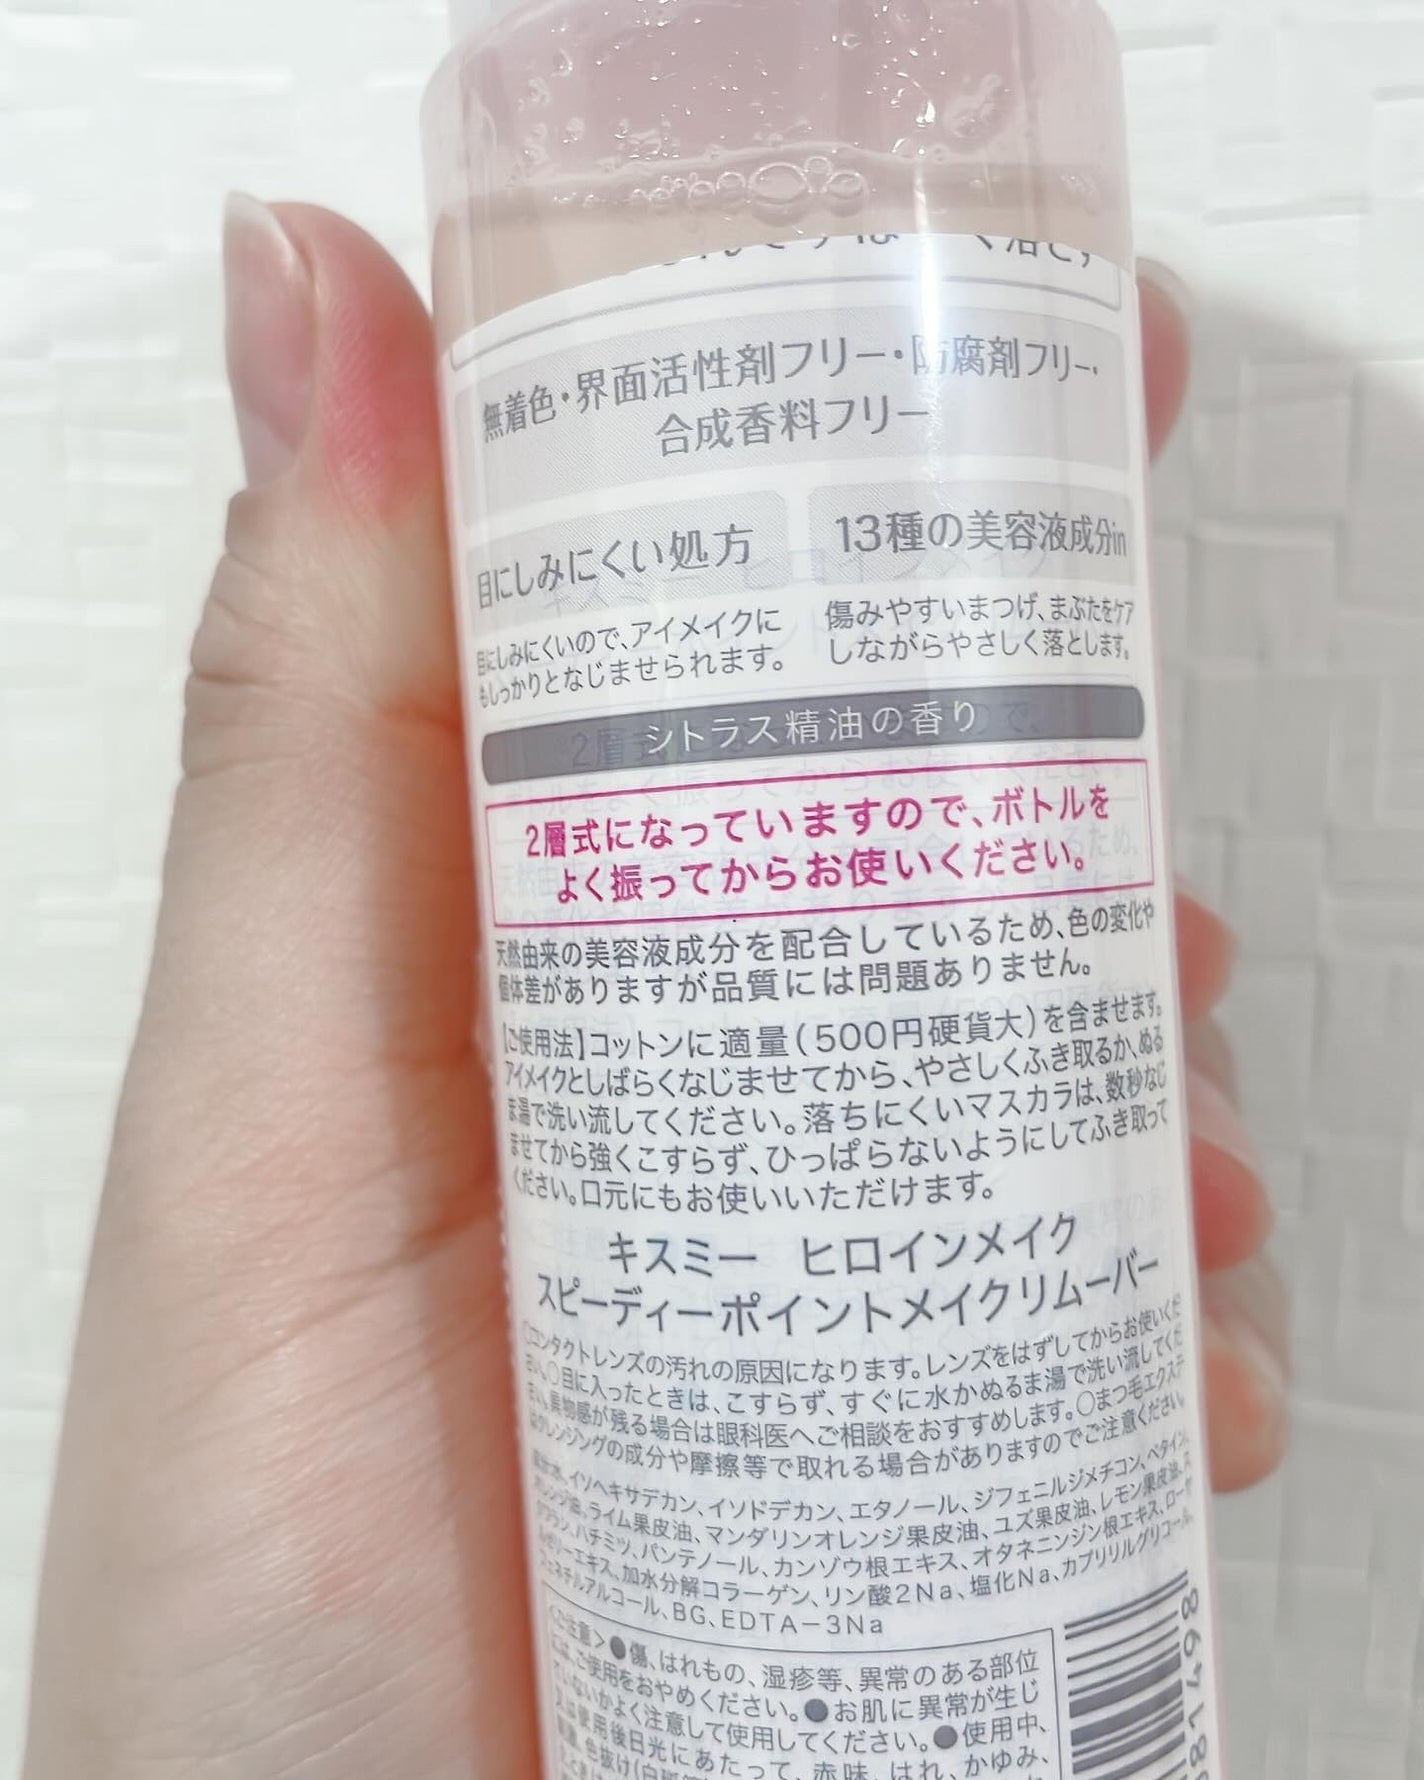 く落とす
無着色・界面活性剤フリー・防腐剤フリー・
合成香料フリー
目にしみにくい処方
13種の美容液成分in
目にしみにくいので、アイメイクに
もしっかりとなじませられます。
傷みやすいまつげ、まぶたをケア
しながらやさしく落とします。
シトラス精油の香り
2層式になっていますので、ボトルを
よく振ってからお使いください。
天然由来の美容液成分を配合しているため、色の変化や
個体差がありますが品質には問題ありません。
【ご使用法】コットンに適量(500円硬貨大)を含ませます。
アイメイクとしばらくなじませてから、やさしくふき取るか、ぬる
ま湯で洗い流してください。落ちにくいマスカラは、数秒なじ
ませてから強くこすらず、ひっぱらないようにしてふき取って
ください。口元にもお使いいただけます。
キスミー ヒロインメイク
スピーディーポイントメイクリムーバー
○コンタクトレンズの汚れの原因になります。レンズをはずしてからお使いくだ
さい。○目に入ったときは、こすらず、すぐに水かぬるま湯で洗い流してくだ
さい。異物感が残る場合は眼科医へご相談をおすすめします。○まつ毛エクステ
はクレンジングの成分や摩擦等で取れる場合がありますのでご注意ください。
水、イソヘキサデカン、イソドデカン、エタノール、ジフェニルジメチコン、ベタイン、
オレンジ油、ライム果皮油、マンダリンオレンジ果皮油、ユズ果皮油、レモン果皮油、
ハチミツ、パンテノール、カンゾウ根エキス、オタネニンジン根エキス、ロー
ゼリーエキス、加水分解コラーゲン、リン酸2Na、塩化Na、カプリリルグリコール、
フェネチルアルコール、BG、EDTA-3Na
<ご注意>●傷、はれもの、湿疹等、異常のある部位
には、ご使用をおやめください。●お肌に異常が生じ
ていないかよく注意して使用してください。●使用中、
又は使用後日光にあたって、赤味、はれ、かゆみ、